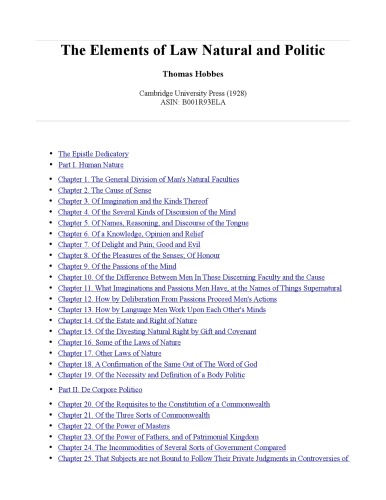 The Elements of Law Natural and Politic
Thomas Hobbes
Cambridge University Press (1928)
ASIN: B001R93ELA
• The Epistle Dedicatory
• Part I. Human Nature
• Chapter 1. The General Division of Man's Natural Faculties
• Chapter 2. The Cause of Sense
• Chapter 3. Of Imagination and the Kinds Thereof
• Chapter 4. Of the Several Kinds of Discursion of the Mind
• Chapter 5. Of Names, Reasoning, and Discourse of the Tongue
• Chapter 6. Of a Knowledge, Opinion and Relief
• Chapter 7. Of Delight and Pain; Good and Evil
• Chapter 8. Of the Pleasures of the Senses; Of Honour
• Chapter 9. Of the Passions of the Mind
• Chapter 10. Of the Difference Between Men In These Discerning Faculty and the Cause
• Chapter 11. What Imaginations and Passions Men Have, at the Names of Things Supernatural
• Chapter 12. How by Deliberation From Passions Proceed Men's Actions
• Chapter 13. How by Language Men Work Upon Each Other's Minds
• Chapter 14. Of the Estate and Right of Nature
• Chapter 15. Of the Divesting Natural Right by Gift and Covenant
• Chapter 16. Some of the Laws of Nature
• Chapter 17. Other Laws of Nature
• Chapter 18. A Confirmation of the Same Out of The Word of God
• Chapter 19. Of the Necessity and Definition of a Body Politic
• Part II. De Corpore Politico
• Chapter 20. Of the Requisites to the Constitution of a Commonwealth
• Chapter 21. Of the Three Sorts of Commonwealth
• Chapter 22. Of the Power of Masters
• Chapter 23. Of the Power of Fathers, and of Patrimonial Kingdom
• Chapter 24. The Incommodities of Several Sorts of Government Compared
• Chapter 25. That Subjects are not Bound to Follow Their Private Judgments in Controversies of